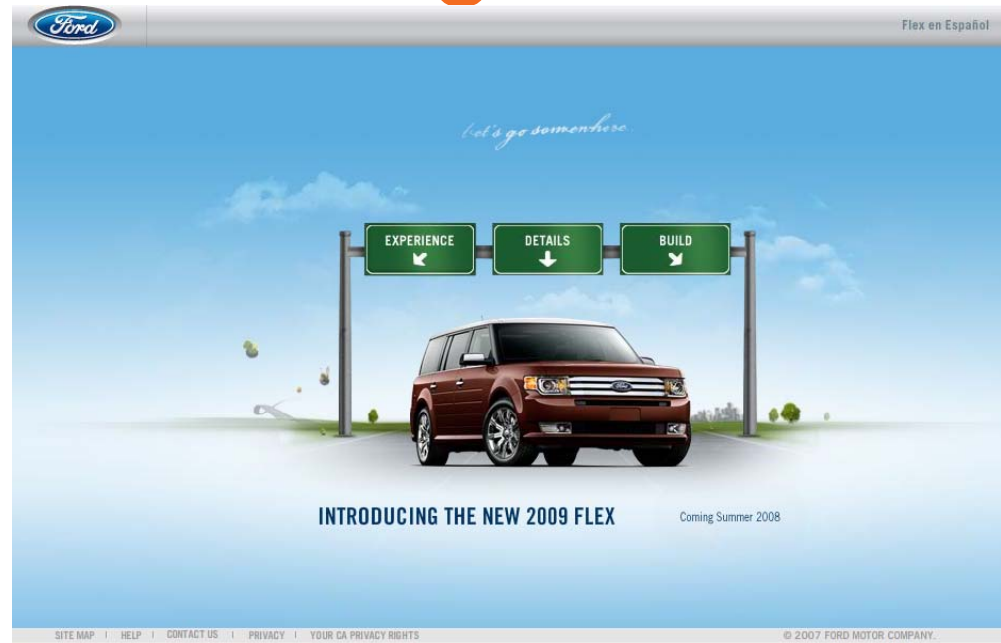 Ford
Flex en Español
Let's go somewhere.
EXPERIENCE
DETAILS
BUILD
Ford
INTRODUCING THE NEW 2009 FLEX
Coming Summer 2008
SITE MAP | HELP | CONTACT US | PRIVACY | YOUR CA PRIVACY RIGHTS
© 2007 FORD MOTOR COMPANY.